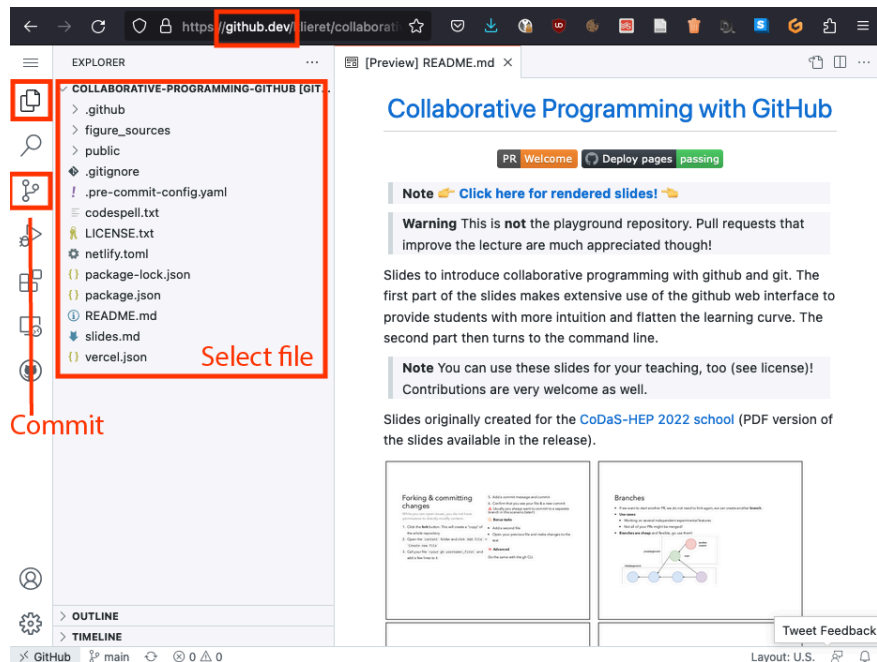 https://github.dev/klieret/collaborati
EXPLORER
[Preview] README.md
COLLABORATIVE-PROGRAMMING-GITHUB [GIT...
.github
figure_sources
public
.gitignore
.pre-commit-config.yaml
codespell.txt
LICENSE.txt
netlify.toml
package-lock.json
package.json
README.md
slides.md
vercel.json
Select file
Commit
OUTLINE
TIMELINE
Collaborative Programming with GitHub
PR Welcome Deploy pages passing
Note 👉 Click here for rendered slides! 👈
Warning This is not the playground repository. Pull requests that
improve the lecture are much appreciated though!
Slides to introduce collaborative programming with github and git. The
first part of the slides makes extensive use of the github web interface to
provide students with more intuition and flatten the learning curve. The
second part then turns to the command line.
Note You can use these slides for your teaching, too (see license)!
Contributions are very welcome as well.
Slides originally created for the CoDaS-HEP 2022 school (PDF version of
the slides available in the release).
Forking & committing
changes
Branches
Tweet Feedback
GitHub main 0 0
Layout: U.S.